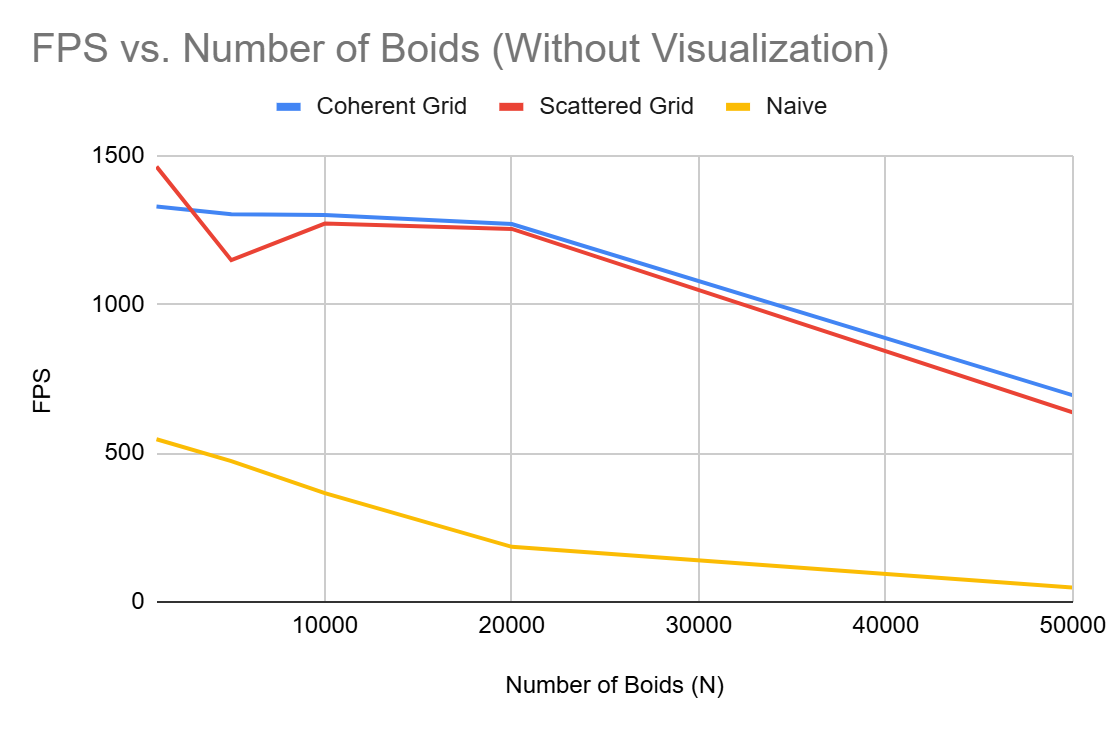 FPS vs. Number of Boids (Without Visualization)
Coherent Grid Scattered Grid Naive
1500
1000
500
0
FPS
10000 20000 30000 40000 50000
Number of Boids (N)